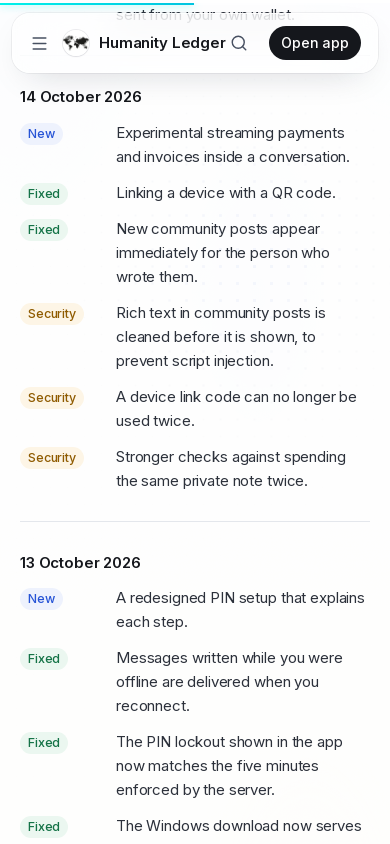 sent from your own wallet.
Humanity Ledger
Open app
14 October 2026
New
Experimental streaming payments
and invoices inside a conversation.
Fixed
Linking a device with a QR code.
Fixed
New community posts appear
immediately for the person who
wrote them.
Security
Rich text in community posts is
cleaned before it is shown, to
prevent script injection.
Security
A device link code can no longer be
used twice.
Security
Stronger checks against spending
the same private note twice.
13 October 2026
New
A redesigned PIN setup that explains
each step.
Fixed
Messages written while you were
offline are delivered when you
reconnect.
Fixed
The PIN lockout shown in the app
now matches the five minutes
enforced by the server.
Fixed
The Windows download now serves